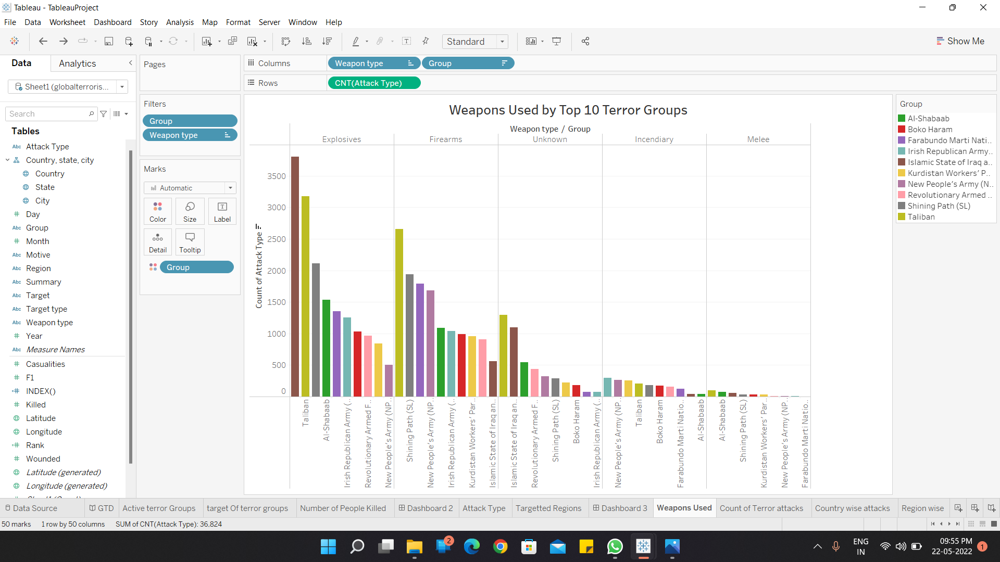 Tableau - TableauProject
File Data Worksheet Dashboard Story Analysis Map Format Server Window Help
Standard
Show Me
Data Analytics
Sheet1 (globalterroris...
Search
Tables
Abc Attack Type
Country, state, city
Country
State
City
# Day
Abc Group
# Month
Abc Motive
Abc Region
Abc Summary
Abc Target
Abc Target type
Abc Weapon type
# Year
Abc Measure Names
# Casualities
# F1
=# INDEX()
# Killed
Latitude
Longitude
=# Rank
# Wounded
Latitude (generated)
Longitude (generated)
Pages
Filters
Group
Weapon type
Marks
Automatic
Color Size Label
Detail Tooltip
Group
Columns Weapon type Group
Rows CNT(Attack Type)
Weapons Used by Top 10 Terror Groups
Weapon type / Group
Explosives Firearms Unknown Incendiary Melee
Count of Attack Type
3500
3000
2500
2000
1500
1000
500
0
Taliban
Al-Shabaab
Irish Republican Army (..
Revolutionary Armed F..
New People's Army (NP..
Shining Path (SL)
New People's Army (NP..
Irish Republican Army (..
Kurdistan Workers' Par..
Islamic State of Iraq an..
Islamic State of Iraq an..
Revolutionary Armed F..
Shining Path (SL)
Boko Haram
Irish Republican Army (..
New People's Army (NP..
Taliban
Boko Haram
Farabundo Marti Natio..
Al-Shabaab
Al-Shabaab
Shining Path (SL)
Kurdistan Workers' Par..
New People's Army (NP..
Farabundo Marti Natio..
Group
Al-Shabaab
Boko Haram
Farabundo Marti Nati..
Irish Republican Army..
Islamic State of Iraq a..
Kurdistan Workers' P..
New People's Army (N..
Revolutionary Armed ..
Shining Path (SL)
Taliban
Data Source GTD Active terror Groups target Of terror groups Number of People Killed Dashboard 2 Attack Type Targetted Regions Dashboard 3 Weapons Used Count of Terror attacks Country wise attacks Region wise
50 marks 1 row by 50 columns SUM of CNT(Attack Type): 36,824
2
ENG
IN
09:55 PM
22-05-2022
1